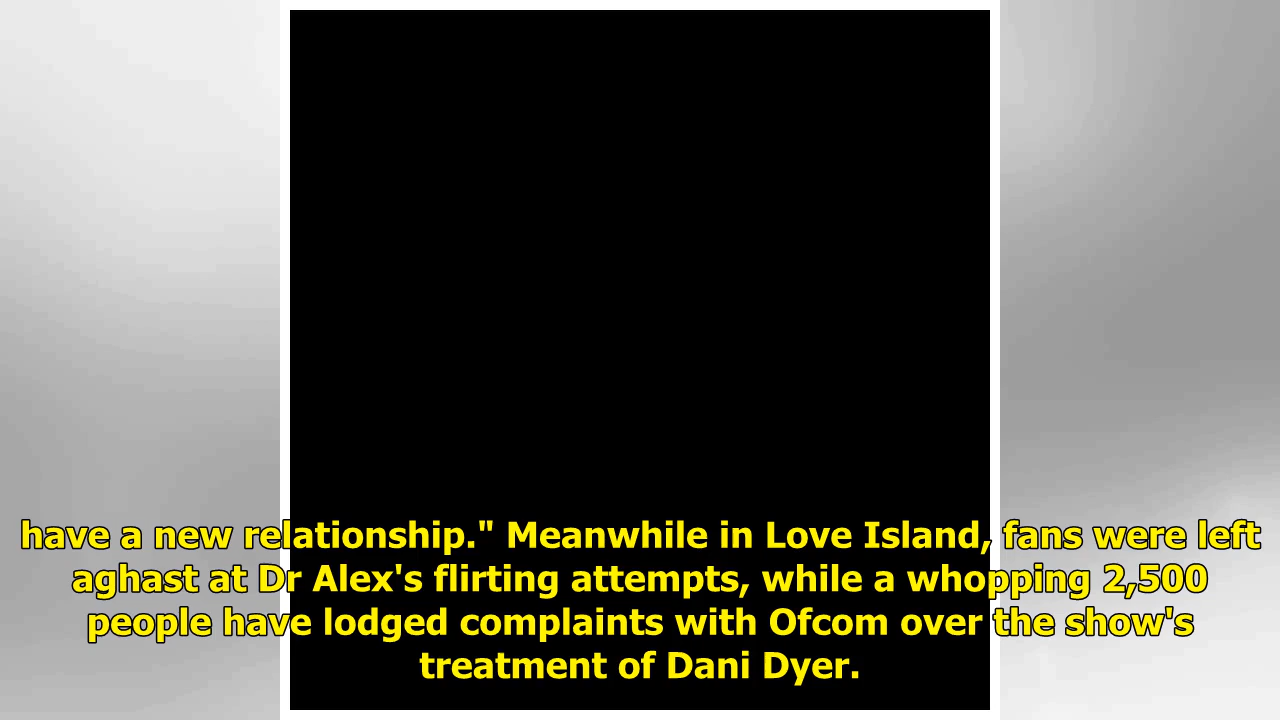 have a new relationship." Meanwhile in Love Island, fans were left
aghast at Dr Alex's flirting attempts, while a whopping 2,500
people have lodged complaints with Ofcom over the show's
treatment of Dani Dyer.